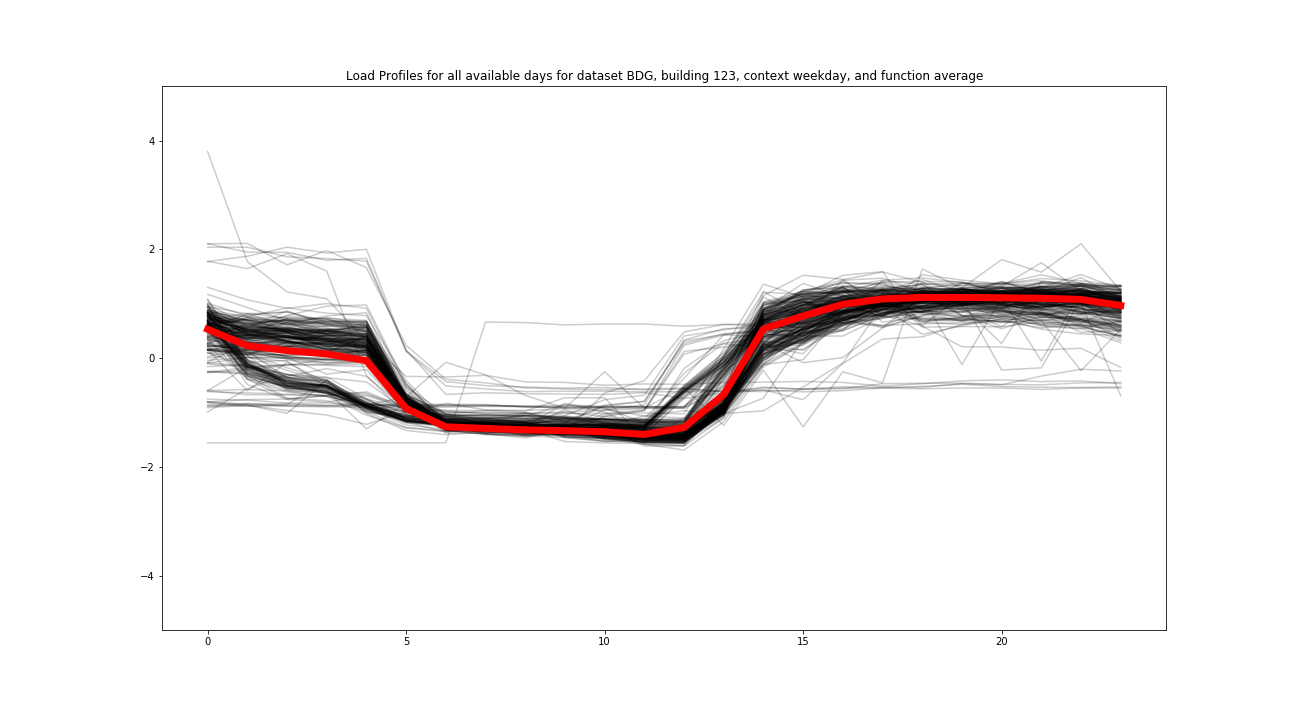 Load Profiles for all available days for dataset BDG, building 123, context weekday, and function average
4
2
0
−2
−4
0 5 10 15 20